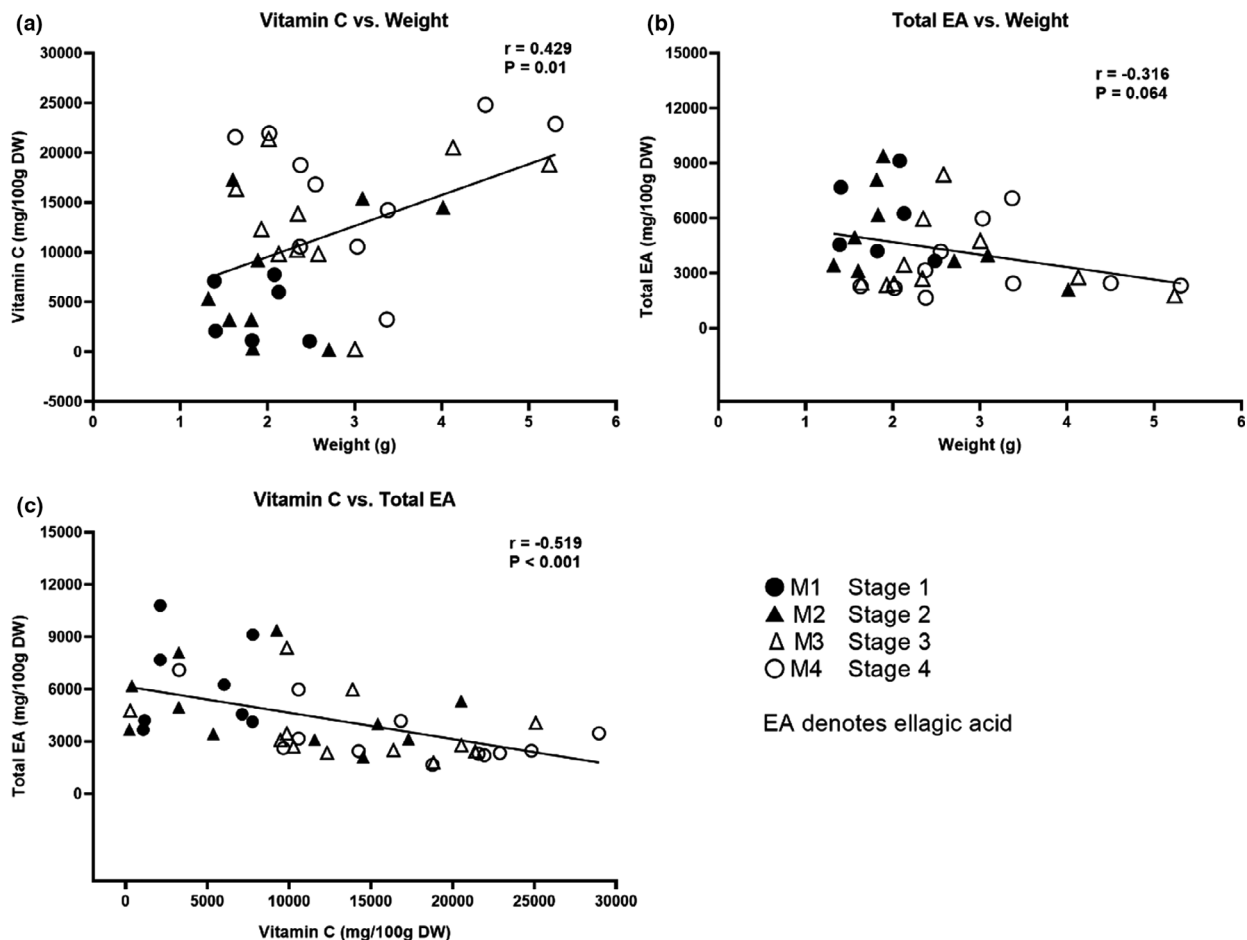 (a)
Vitamin C vs. Weight
r = 0.429
P = 0.01
Vitamin C (mg/100g DW)
30000
25000
20000
15000
10000
5000
0
-5000
0 1 2 3 4 5 6
Weight (g)
(b)
Total EA vs. Weight
r = -0.316
P = 0.064
Total EA (mg/100g DW)
15000
12000
9000
6000
3000
0
0 1 2 3 4 5 6
Weight (g)
(c)
Vitamin C vs. Total EA
r = -0.519
P < 0.001
Total EA (mg/100g DW)
15000
12000
9000
6000
3000
0
0 5000 10000 15000 20000 25000 30000
Vitamin C (mg/100g DW)
M1 Stage 1
M2 Stage 2
M3 Stage 3
M4 Stage 4
EA denotes ellagic acid